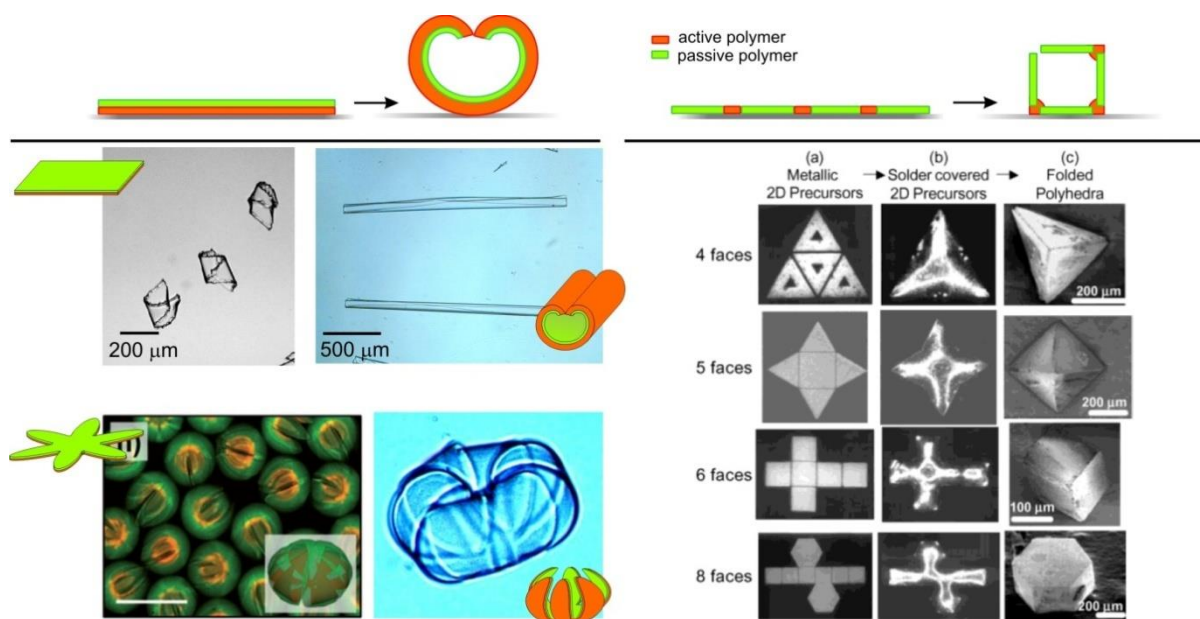 active polymer
passive polymer
200 μm
500 μm
(a)
Metallic
2D Precursors
(b)
Solder covered
2D Precursors
(c)
Folded
Polyhedra
4 faces
200 μm
5 faces
200 μm
6 faces
100 μm
8 faces
200 μm